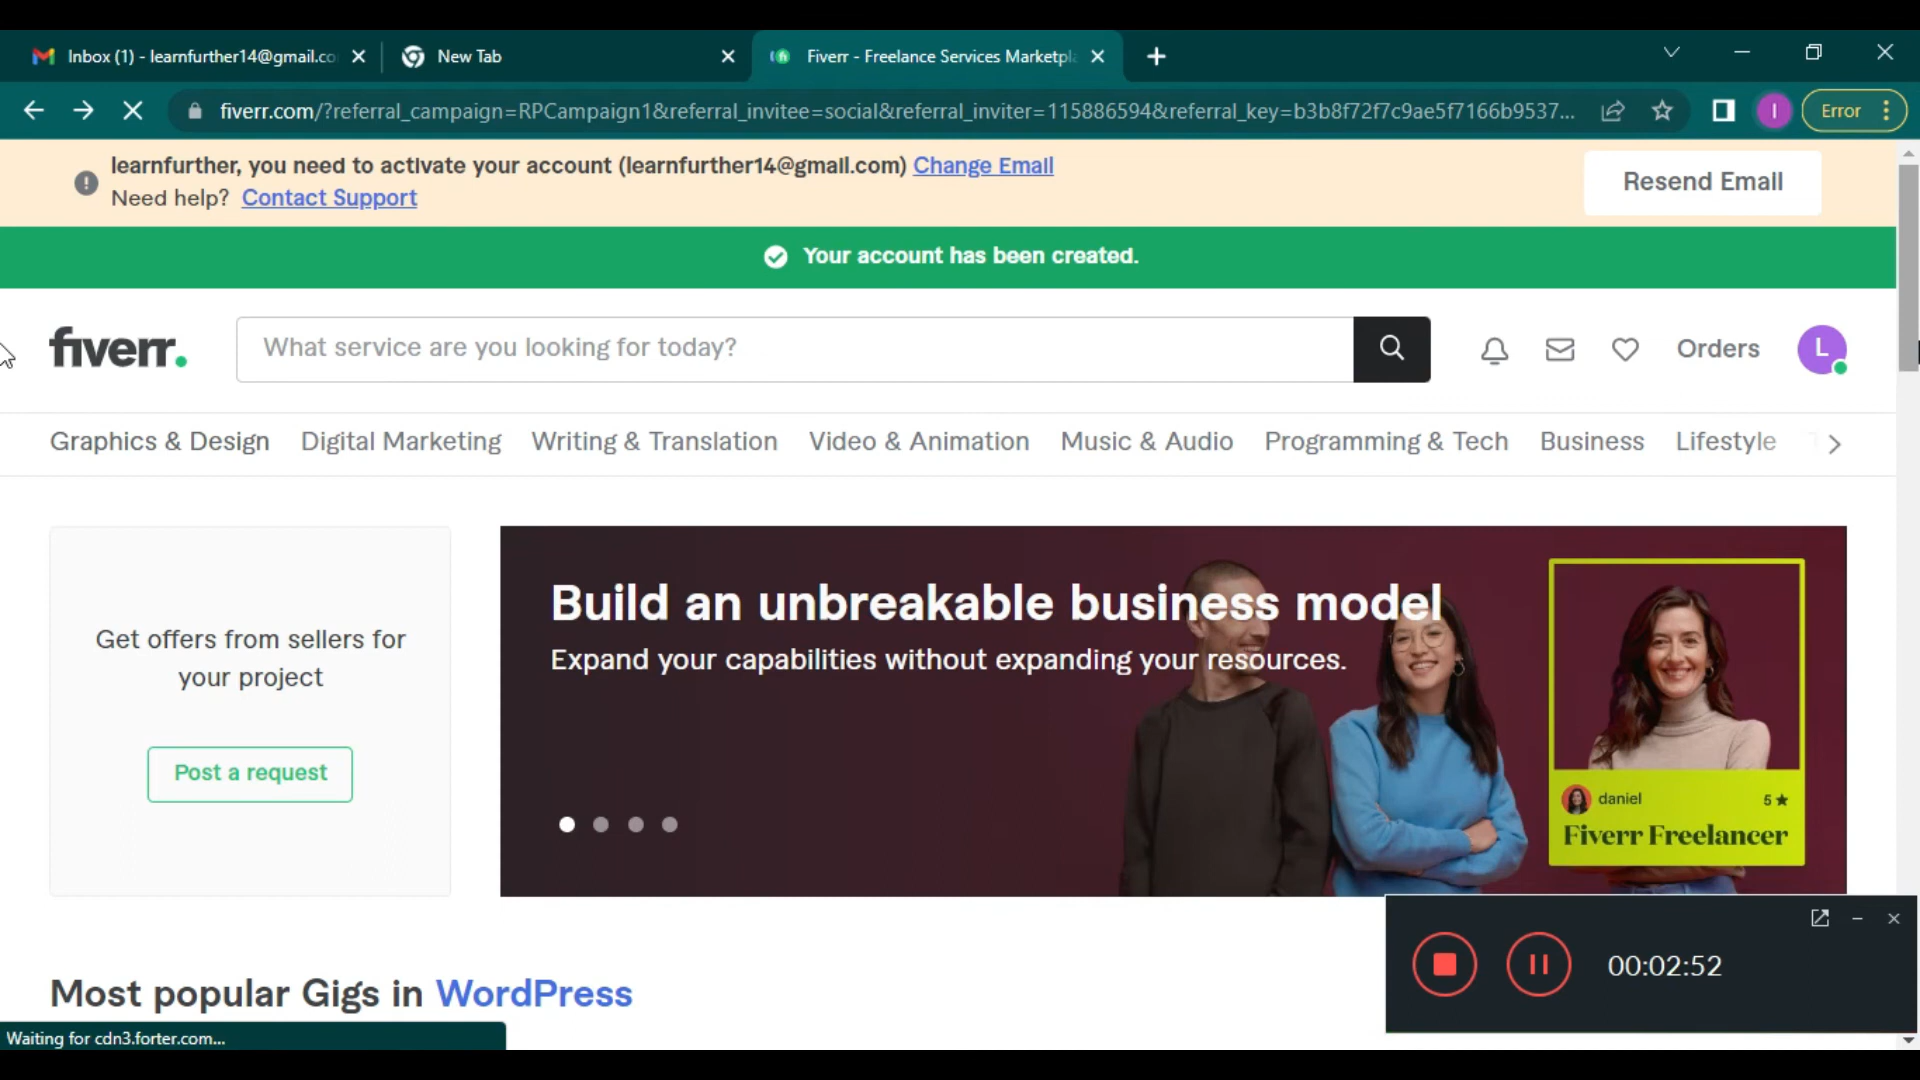 Inbox (1) - learnfurther14@gmail.co
New Tab
Fiverr - Freelance Services Marketpl
fiverr.com/?referral_campaign=RPCampaign1&referral_invitee=social&referral_inviter=115886594&referral_key=b3b8f72f7c9ae5f7166b9537...
Error
learnfurther, you need to activate your account (learnfurther14@gmail.com) Change Email
Need help? Contact Support
Resend Email
Your account has been created.
fiverr.
What service are you looking for today?
Orders
L
Graphics & Design Digital Marketing Writing & Translation Video & Animation Music & Audio Programming & Tech Business Lifestyle
Get offers from sellers for
your project
Post a request
Build an unbreakable business model
Expand your capabilities without expanding your resources.
daniel 5★
Fiverr Freelancer
Most popular Gigs in WordPress
00:02:52
Waiting for cdn3.forter.com...